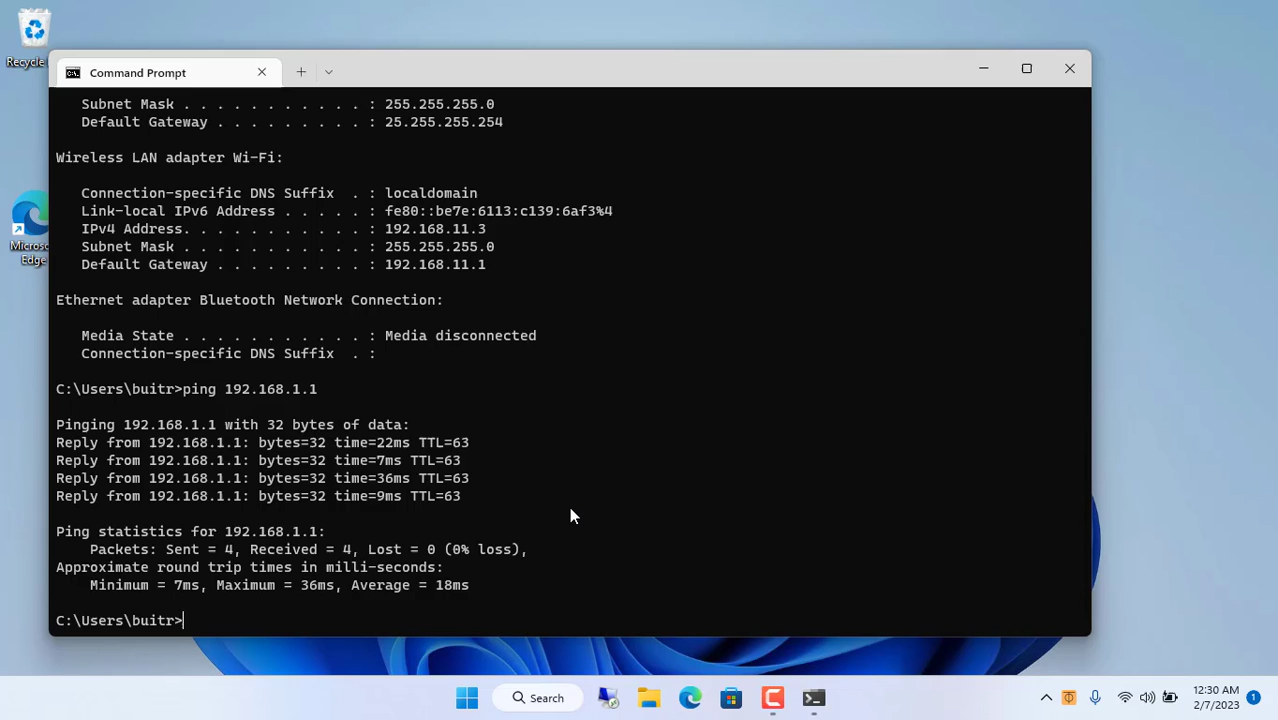 Recycle
Command Prompt
Subnet Mask . . . . . . . . . . . : 255.255.255.0
Default Gateway . . . . . . . . . : 25.255.255.254
Wireless LAN adapter Wi-Fi:
Connection-specific DNS Suffix  . : localdomain
Link-local IPv6 Address . . . . . : fe80::be7e:6113:c139:6af3%4
IPv4 Address. . . . . . . . . . . : 192.168.11.3
Subnet Mask . . . . . . . . . . . : 255.255.255.0
Default Gateway . . . . . . . . . : 192.168.11.1
Ethernet adapter Bluetooth Network Connection:
Media State . . . . . . . . . . . : Media disconnected
Connection-specific DNS Suffix  . :
C:\Users\buitr>ping 192.168.1.1
Pinging 192.168.1.1 with 32 bytes of data:
Reply from 192.168.1.1: bytes=32 time=22ms TTL=63
Reply from 192.168.1.1: bytes=32 time=7ms TTL=63
Reply from 192.168.1.1: bytes=32 time=36ms TTL=63
Reply from 192.168.1.1: bytes=32 time=9ms TTL=63
Ping statistics for 192.168.1.1:
Packets: Sent = 4, Received = 4, Lost = 0 (0% loss),
Approximate round trip times in milli-seconds:
Minimum = 7ms, Maximum = 36ms, Average = 18ms
C:\Users\buitr>
Micros
Edge
Search
12:30 AM
2/7/2023
1